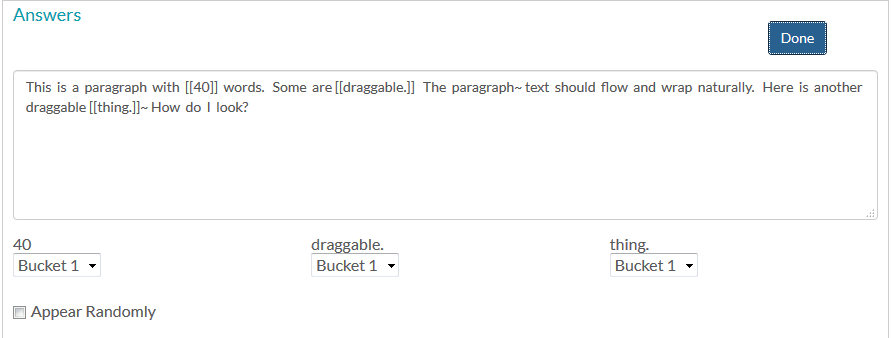 Answers
Done
This is a paragraph with [[40]] words. Some are [[draggable.]] The paragraph~ text should flow and wrap naturally. Here is another
draggable [[thing.]]~ How do I look?
40 draggable. thing.
Bucket 1 Bucket 1 Bucket 1
Appear Randomly